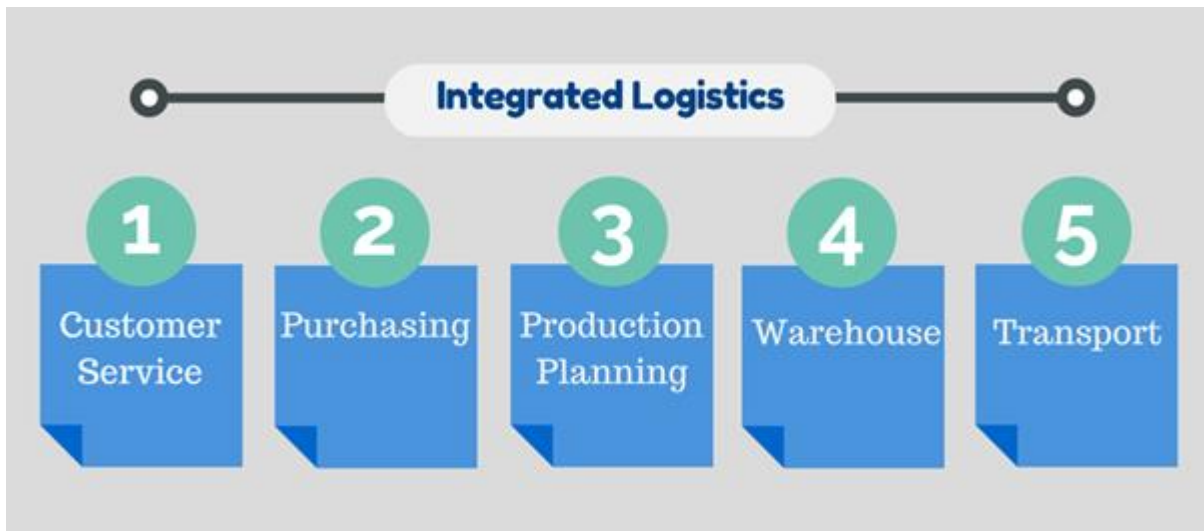 Integrated Logistics
1
2
3
4
5
Customer
Service
Purchasing
Production
Planning
Warehouse
Transport